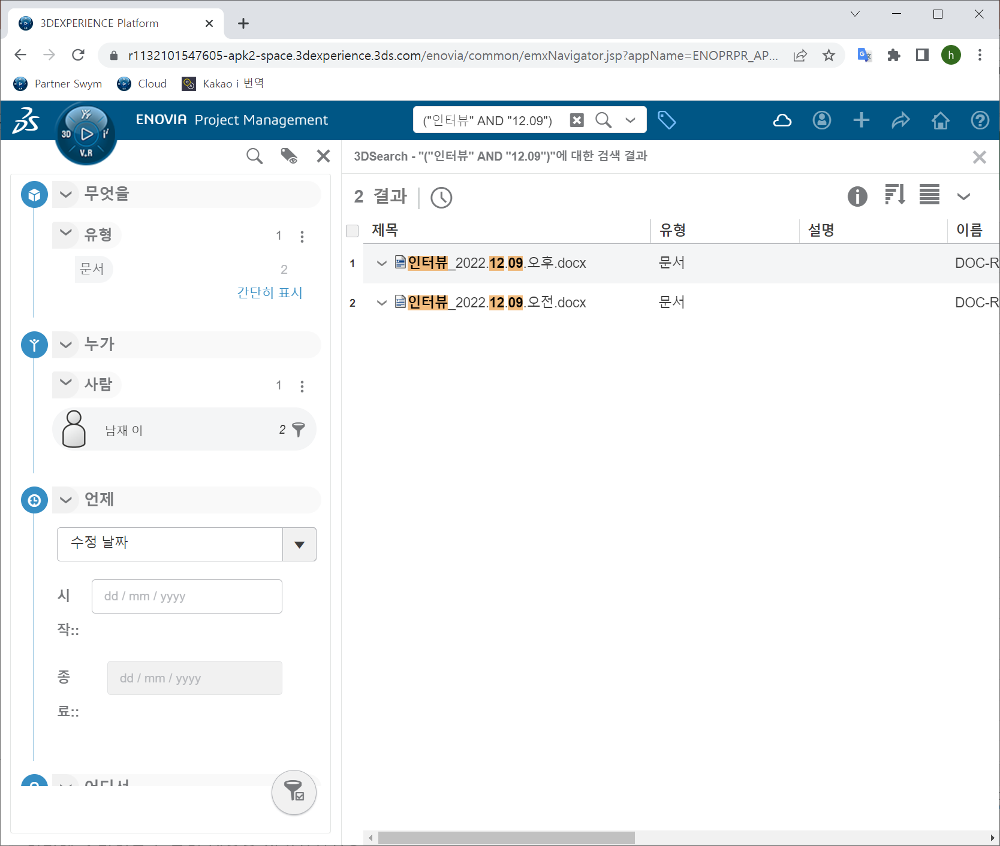 3DEXPERIENCE Platform
r1132101547605-apk2-space.3dexperience.3ds.com/enovia/common/emxNavigator.jsp?appName=ENOPRPR_AP...
h
Partner Swym
Cloud
Kakao i 번역
3DS
3D
V.R
i²
ENOVIA Project Management
("인터뷰" AND "12.09")
3DSearch - "("인터뷰" AND "12.09")"에 대한 검색 결과
무엇을
유형 1
문서 2
간단히 표시
누가
사람 1
남재 이 2
언제
수정 날짜
시작:: dd / mm / yyyy
종료:: dd / mm / yyyy
2 결과
제목 유형 설명 이름
1 인터뷰_2022.12.09.오후.docx 문서 DOC-R
2 인터뷰_2022.12.09.오전.docx 문서 DOC-R